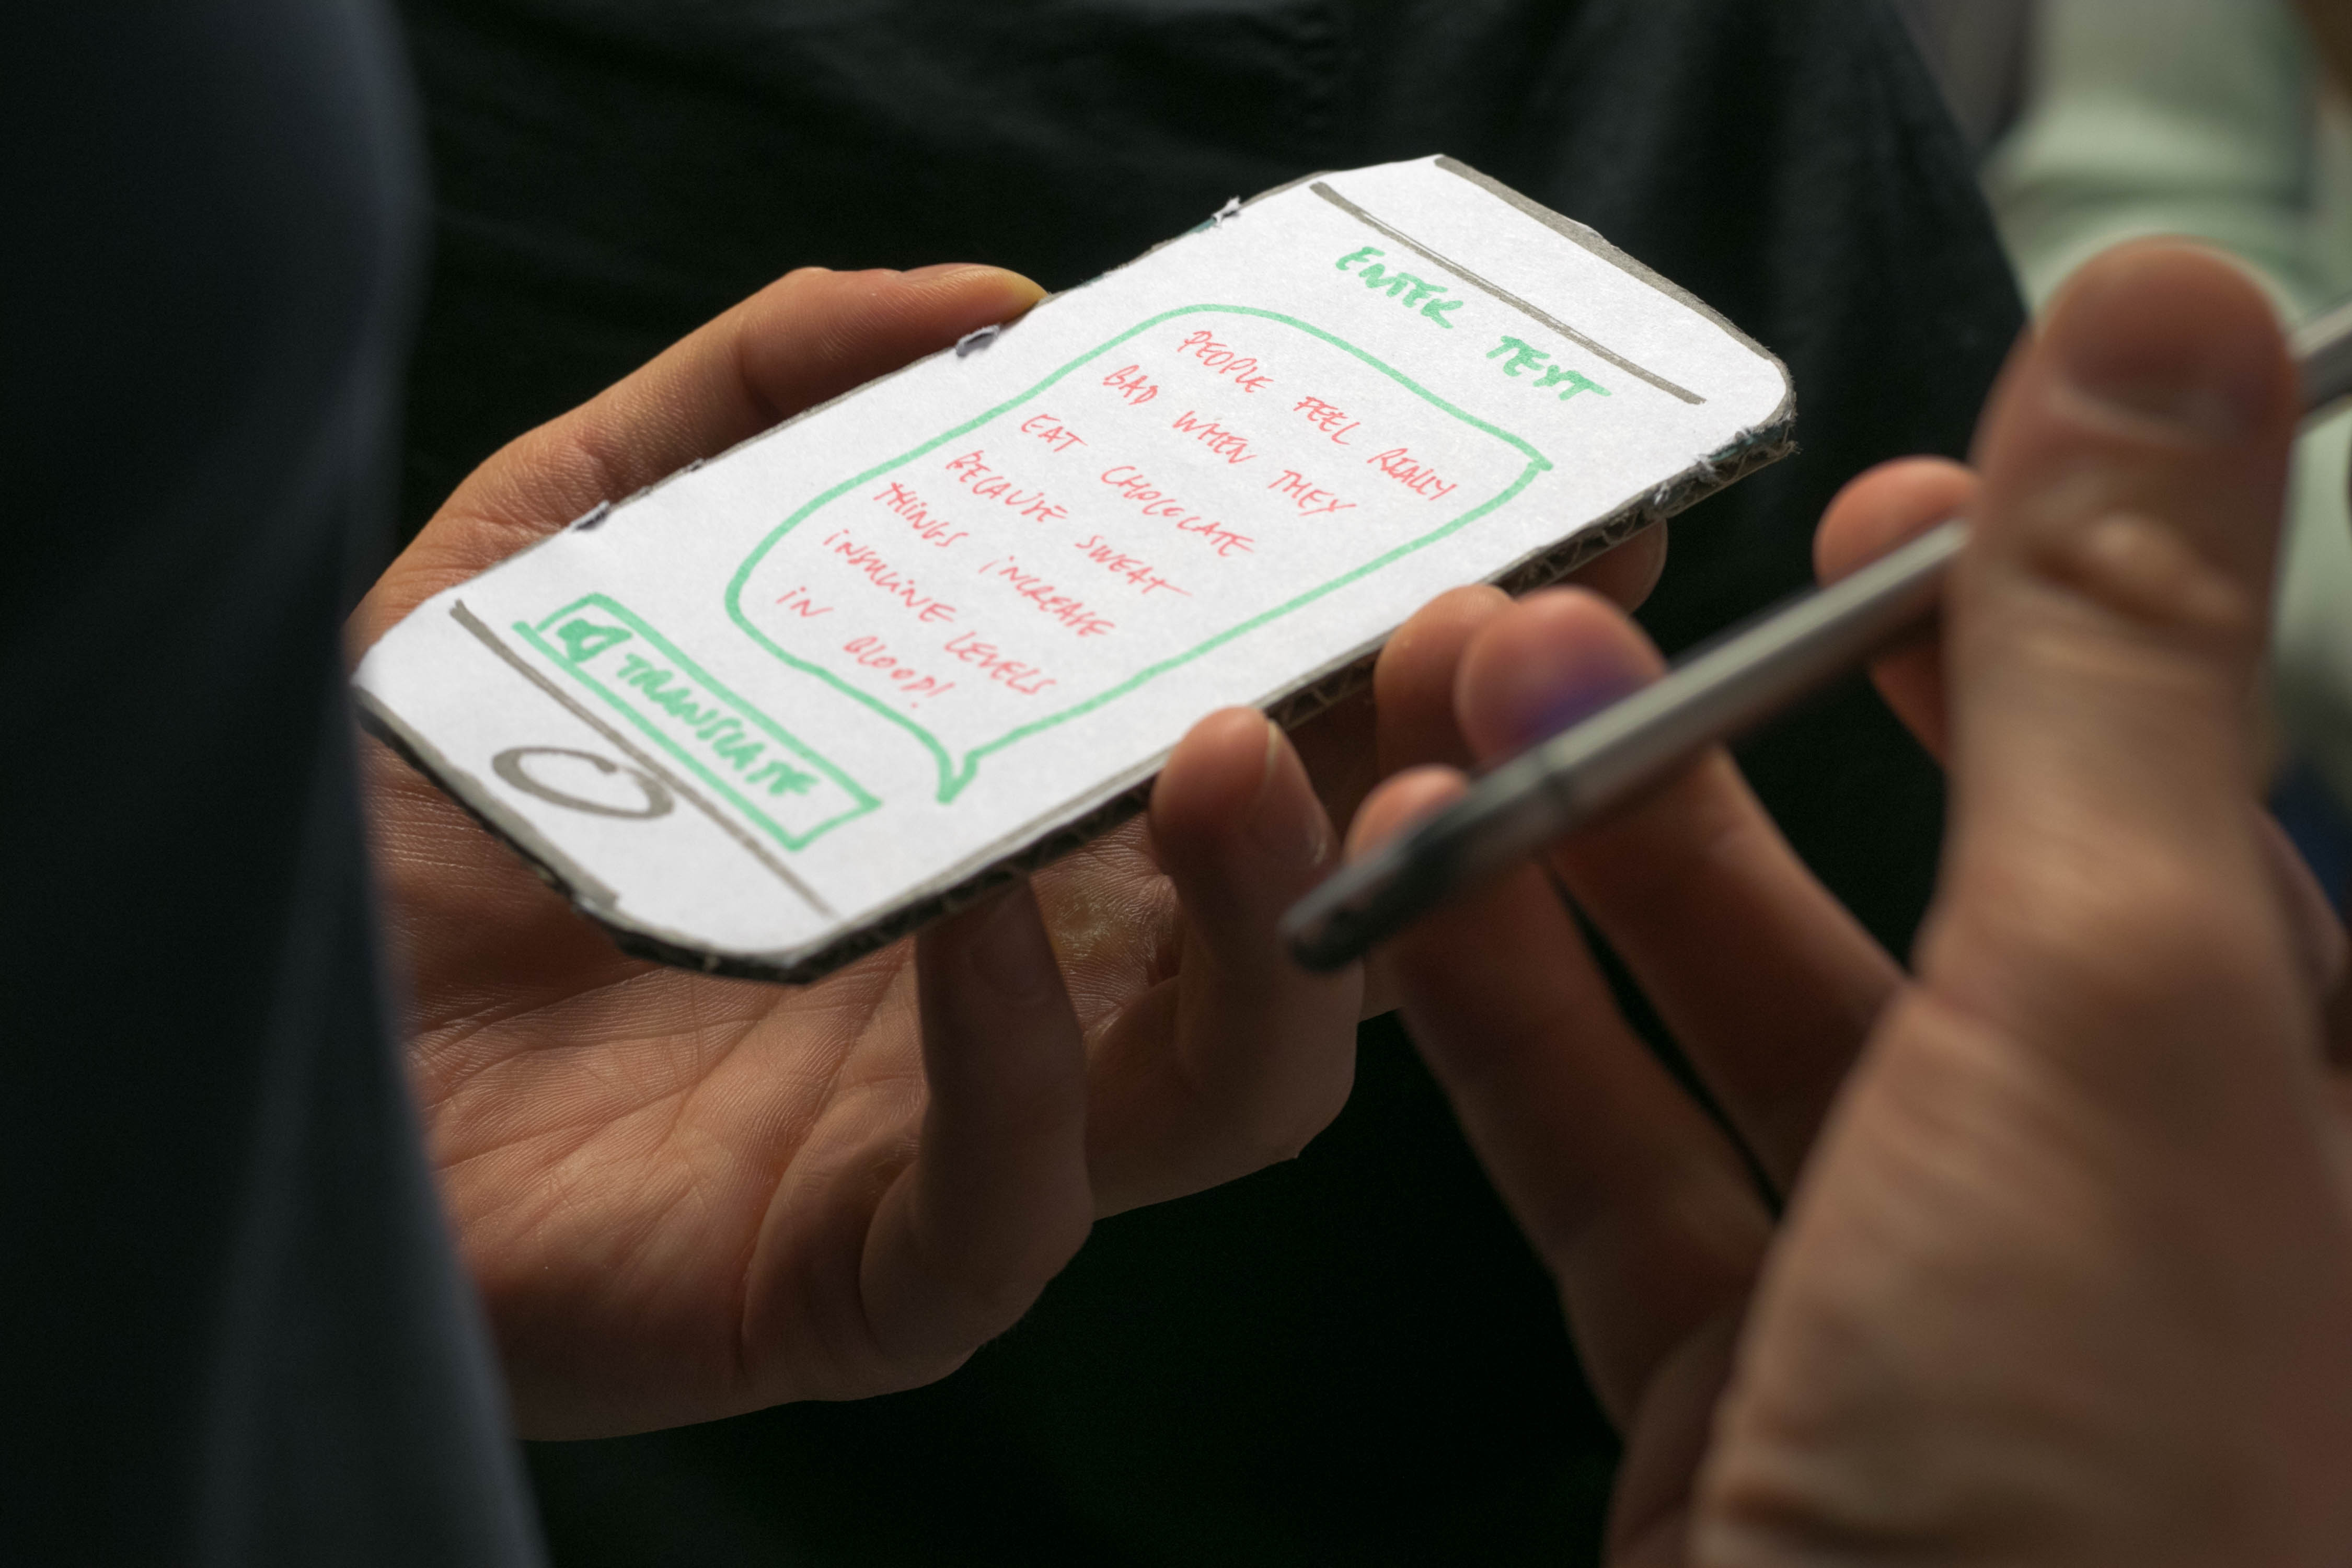 ENTER TEXT
PEOPLE FEEL REALLY
BAD WHEN THEY
EAT CHOCOLATE
BECAUSE SWEAT
THINGS INCREASE
INSULINE LEVELS
IN BLOOD!
TRANSLATE